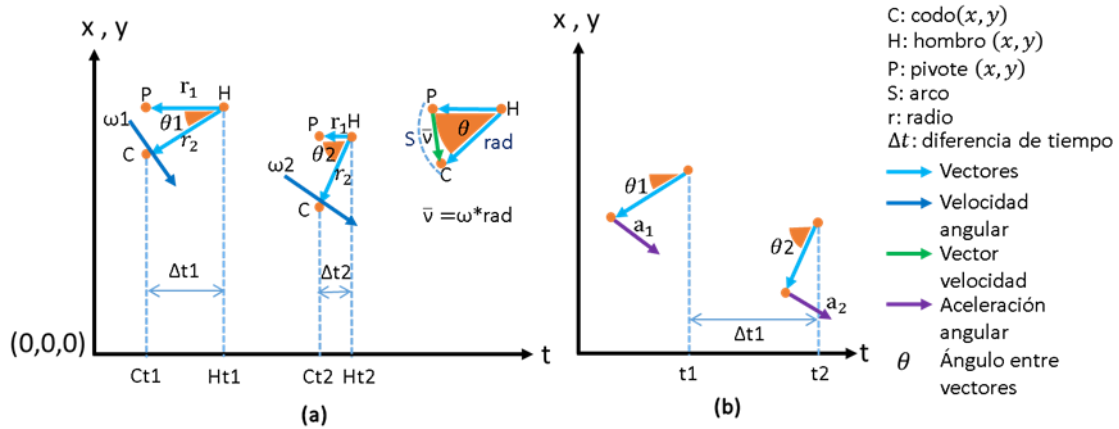 x , y
P
r₁
H
ω1
θ1
r₂
C
P
r₁
H
θ2
ω2
r₂
C
P
H
S
v̅
θ
rad
C
v̅ =ω*rad
Δt1
Δt2
(0,0,0)
t
Ct1
Ht1
Ct2
Ht2
(a)
x , y
θ1
a₁
θ2
a₂
Δt1
t
t1
t2
(b)
C: codo(x, y)
H: hombro (x, y)
P: pivote (x, y)
S: arco
r: radio
Δt: diferencia de tiempo
Vectores
Velocidad
angular
Vector
velocidad
Aceleración
angular
θ Ángulo entre
vectores